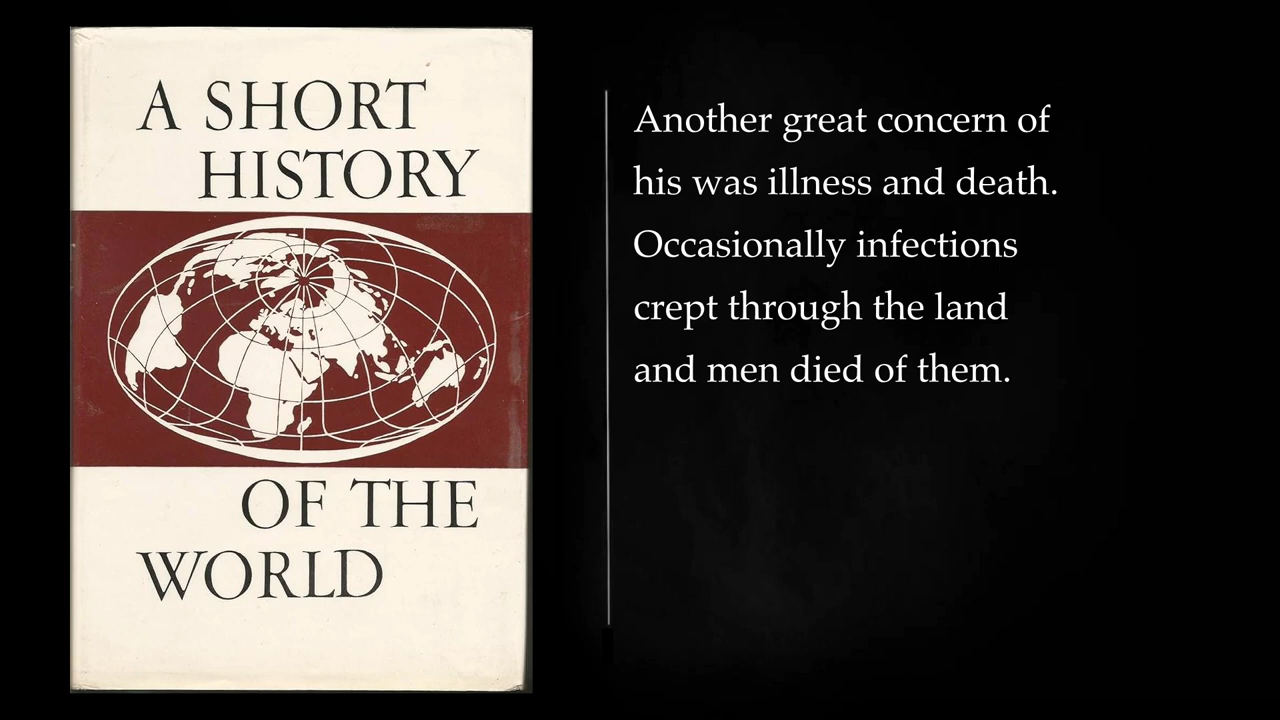 A SHORT
HISTORY
OF THE
WORLD
Another great concern of
his was illness and death.
Occasionally infections
crept through the land
and men died of them.